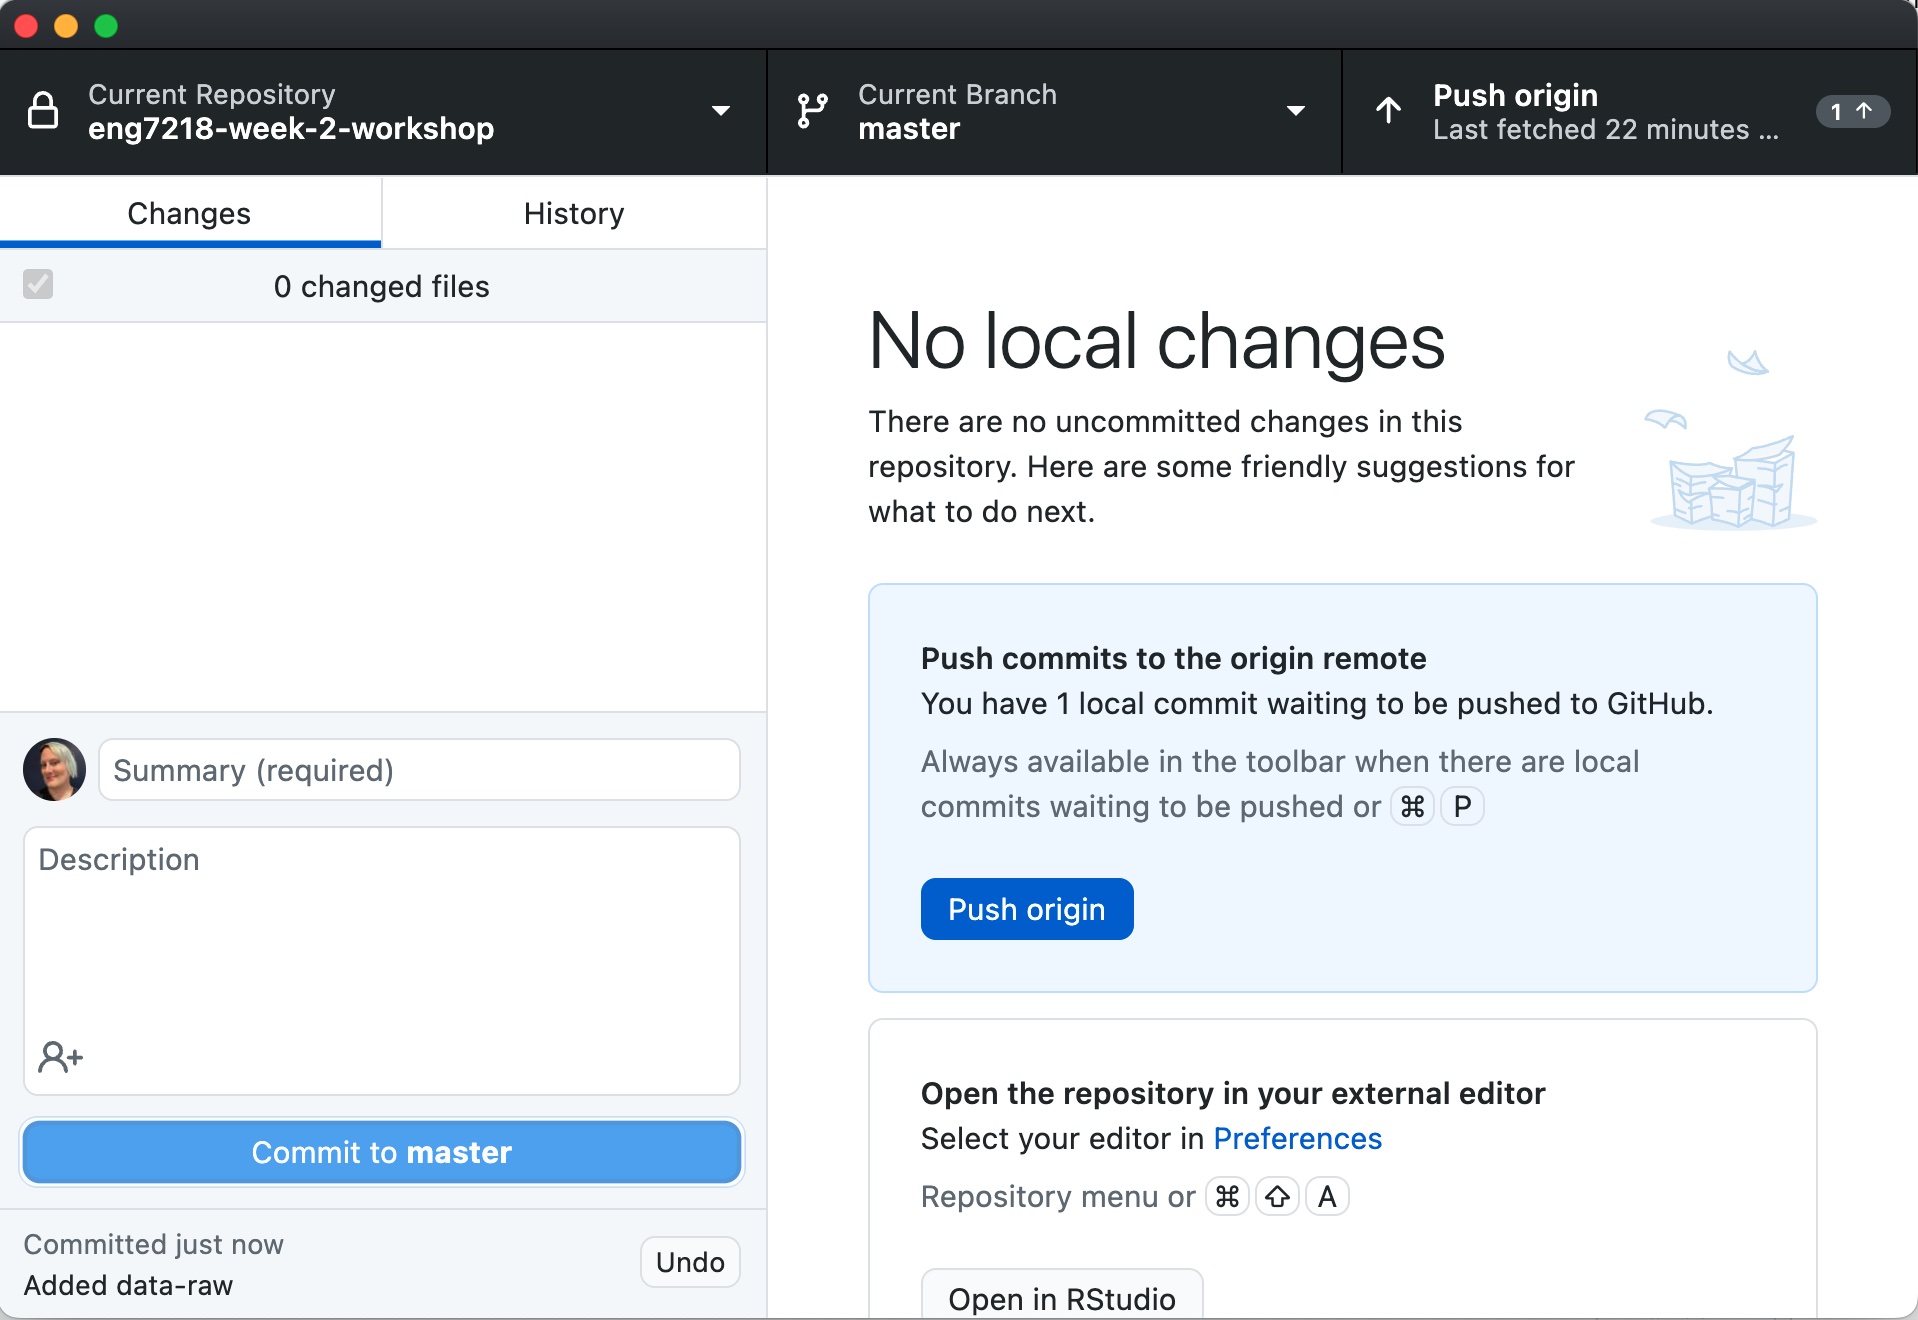 Current Repository
eng7218-week-2-workshop
Current Branch
master
Push origin
Last fetched 22 minutes ...
1
Changes
History
0 changed files
No local changes
There are no uncommitted changes in this
repository. Here are some friendly suggestions for
what to do next.
Push commits to the origin remote
You have 1 local commit waiting to be pushed to GitHub.
Always available in the toolbar when there are local
commits waiting to be pushed or ⌘ P
Push origin
Open the repository in your external editor
Select your editor in Preferences
Repository menu or ⌘ ⇧ A
Open in RStudio
Summary (required)
Description
Commit to master
Committed just now
Added data-raw
Undo